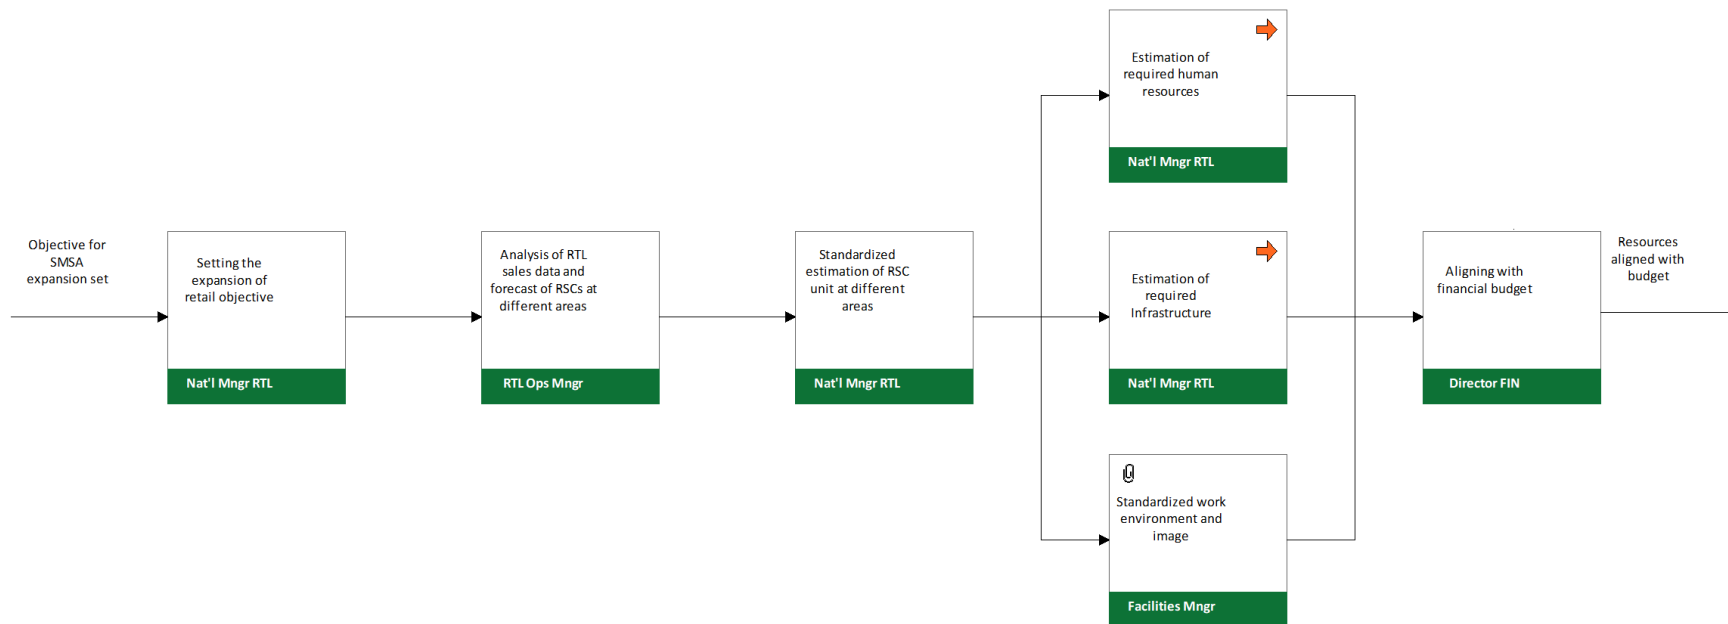 Objective for
SMSA
expansion set
Setting the
expansion of
retail objective
Nat'l Mngr RTL
Analysis of RTL
sales data and
forecast of RSCs at
different areas
RTL Ops Mngr
Standardized
estimation of RSC
unit at different
areas
Nat'l Mngr RTL
Estimation of
required human
resources
Nat'l Mngr RTL
Estimation of
required
Infrastructure
Nat'l Mngr RTL
Standardized work
environment and
image
Facilities Mngr
Aligning with
financial budget
Director FIN
Resources
aligned with
budget